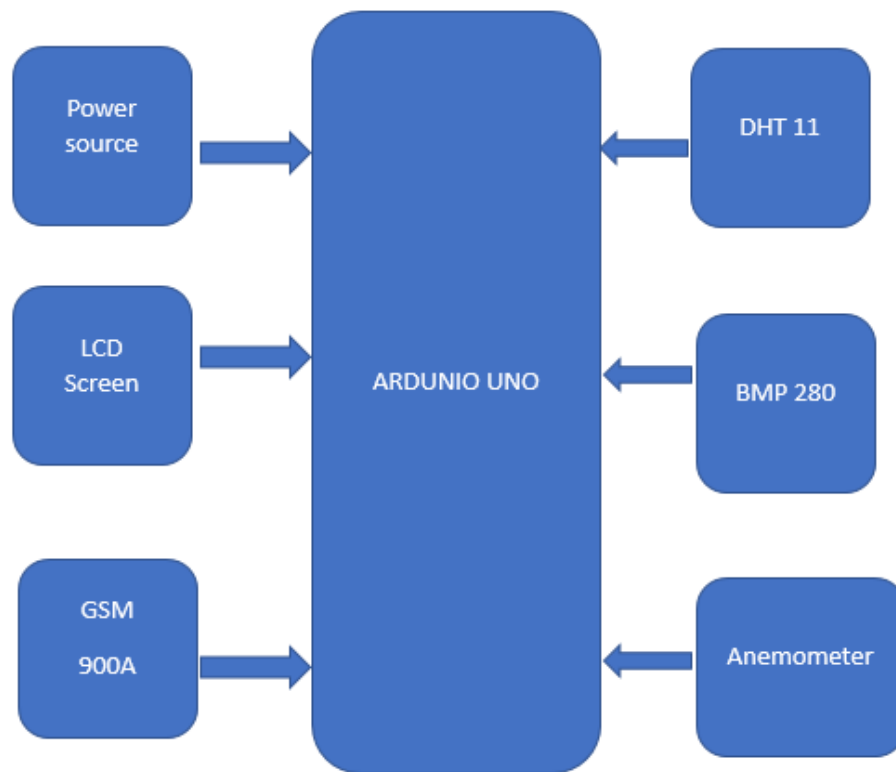 Power
source
LCD
Screen
GSM
900A
ARDUNIO UNO
DHT 11
BMP 280
Anemometer